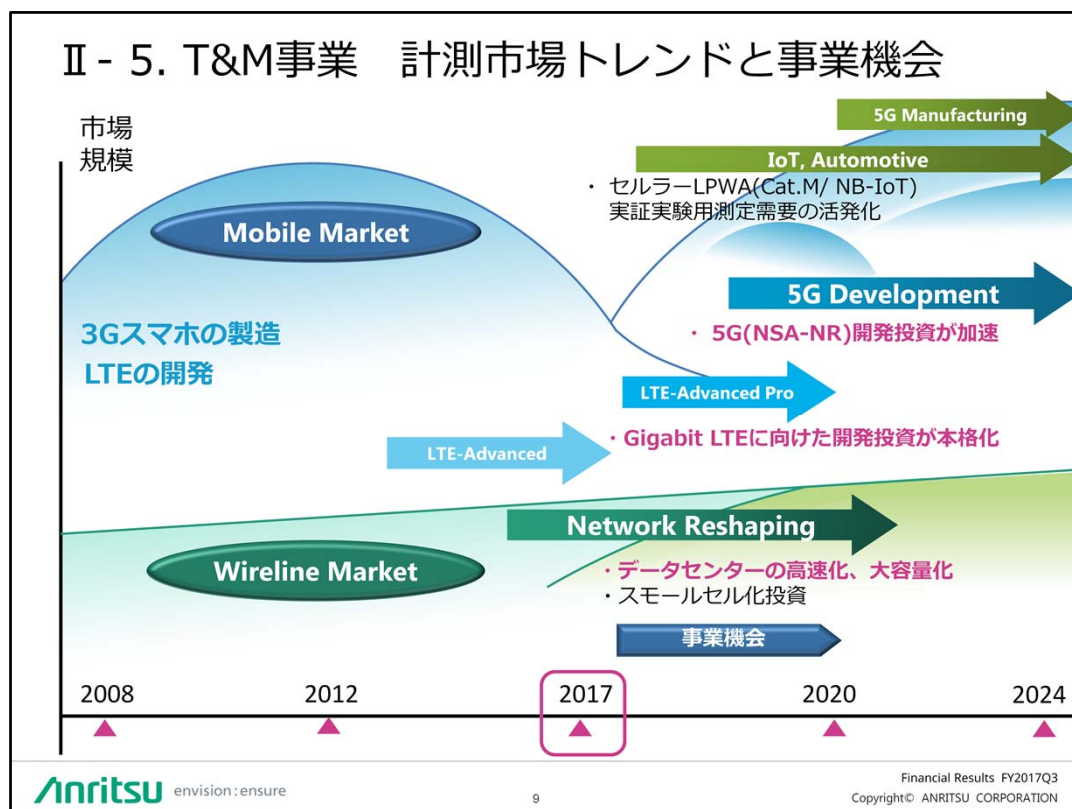 Ⅱ- 5. T&M事業　計測市場トレンドと事業機会
市場
規模
5G Manufacturing
IoT, Automotive
・ セルラーLPWA(Cat.M/ NB-IoT)
実証実験用測定需要の活発化
Mobile Market
5G Development
・ 5G(NSA-NR)開発投資が加速
3Gスマホの製造
LTEの開発
LTE-Advanced Pro
・Gigabit LTEに向けた開発投資が本格化
LTE-Advanced
Network Reshaping
Wireline Market
・データセンターの高速化、大容量化
・スモールセル化投資
事業機会
2008
2012
2017
2020
2024
Anritsu envision:ensure
9
Financial Results FY2017Q3
Copyright© ANRITSU CORPORATION